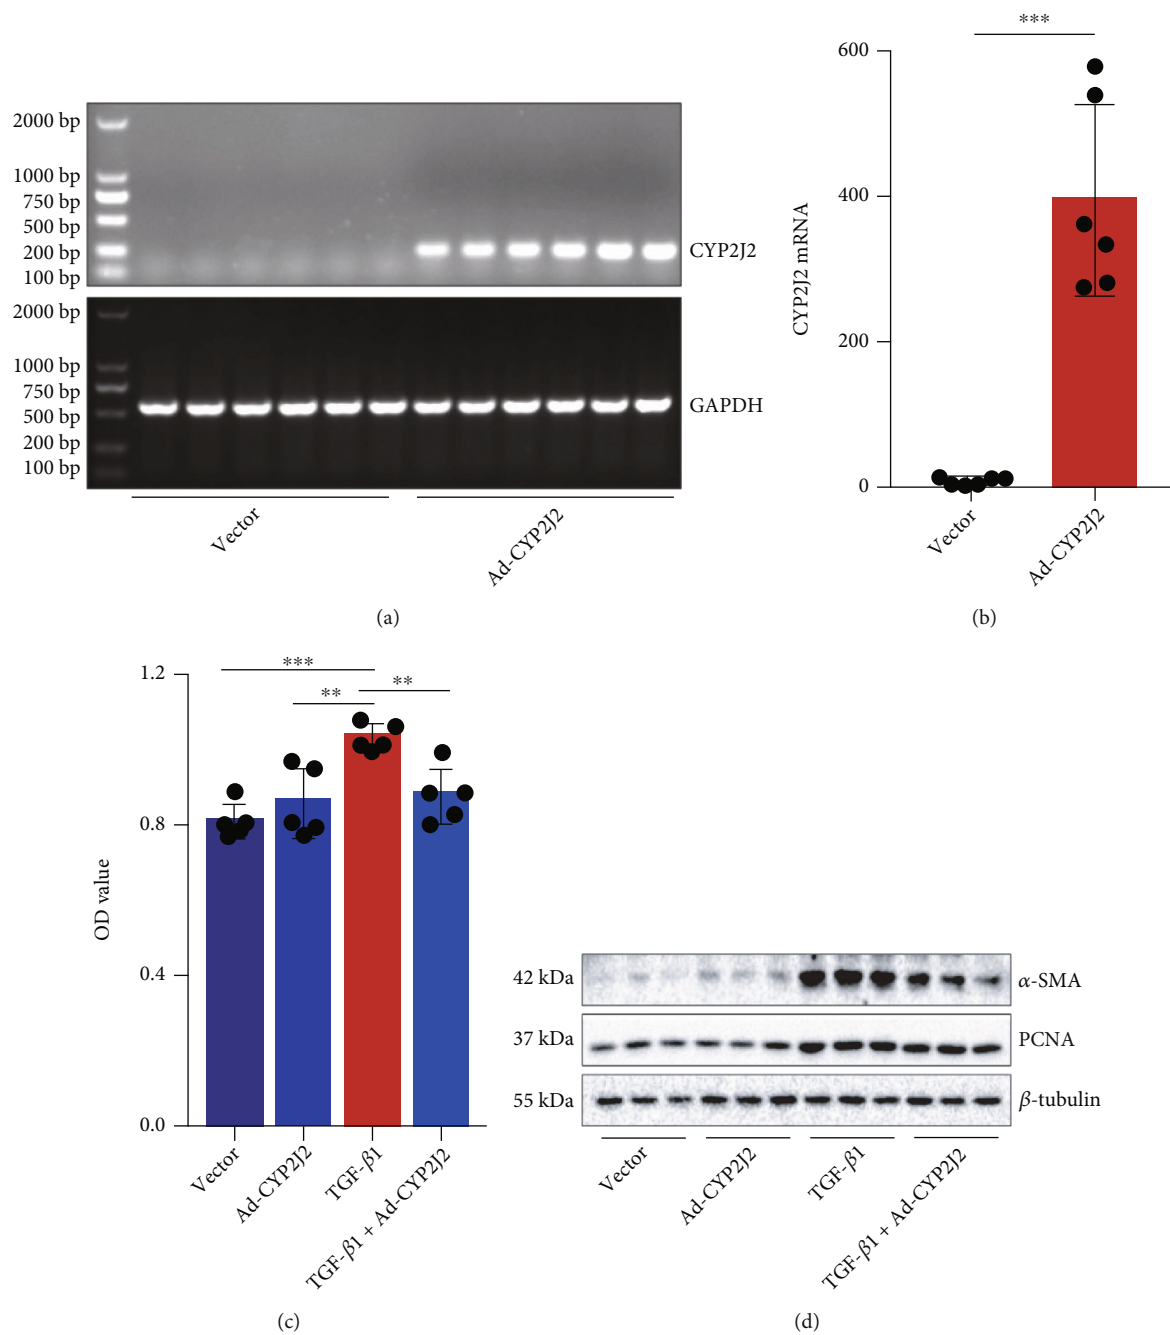 2000 bp
1000 bp
750 bp
500 bp
200 bp
100 bp
CYP2J2
2000 bp
1000 bp
750 bp
500 bp
200 bp
100 bp
GAPDH
Vector
Ad-CYP2J2
(a)
***
600
400
200
0
CYP2J2 mRNA
Vector
Ad-CYP2J2
(b)
***
**
**
1.2
0.8
0.4
0.0
OD value
Vector
Ad-CYP2J2
TGF-β1
TGF-β1 + Ad-CYP2J2
(c)
42 kDa
α-SMA
37 kDa
PCNA
55 kDa
β-tubulin
Vector
Ad-CYP2J2
TGF-β1
TGF-β1 + Ad-CYP2J2
(d)